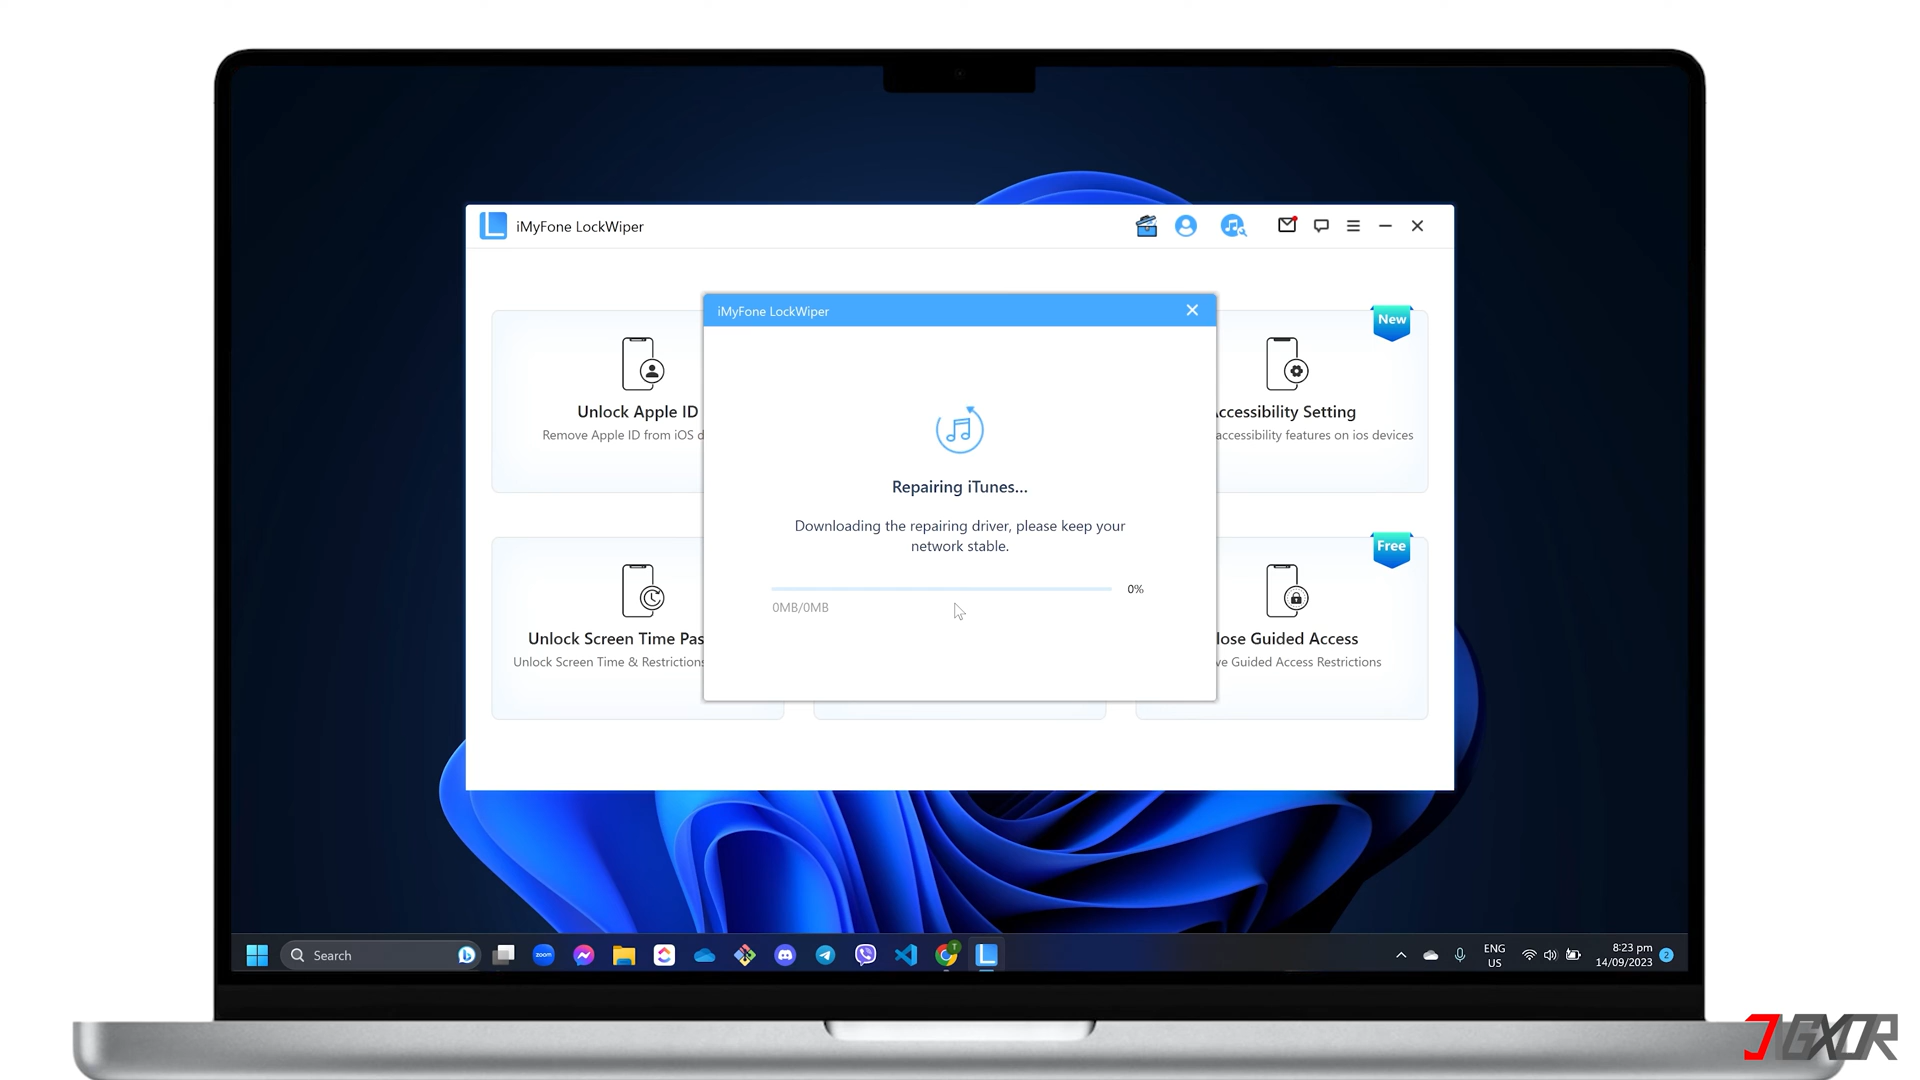 iMyFone LockWiper
iMyFone LockWiper
New
Unlock Apple ID
Remove Apple ID from iOS d
ccessibility Setting
accessibility features on ios devices
Repairing iTunes...
Downloading the repairing driver, please keep your
network stable.
0%
0MB/0MB
Free
Unlock Screen Time Pas
Unlock Screen Time & Restrictions
lose Guided Access
ve Guided Access Restrictions
Search
zoom
T
ENG
US
8:23 pm
14/09/2023
2
JGXOR